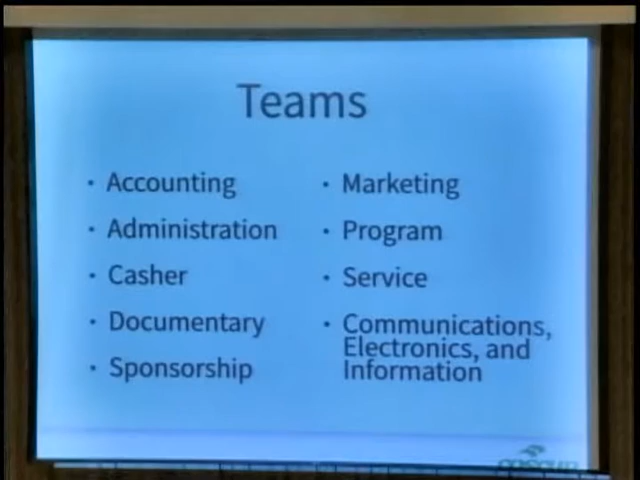 Teams
· Accounting
· Administration
· Casher
· Documentary
· Sponsorship
· Marketing
· Program
· Service
· Communications,
Electronics, and
Information